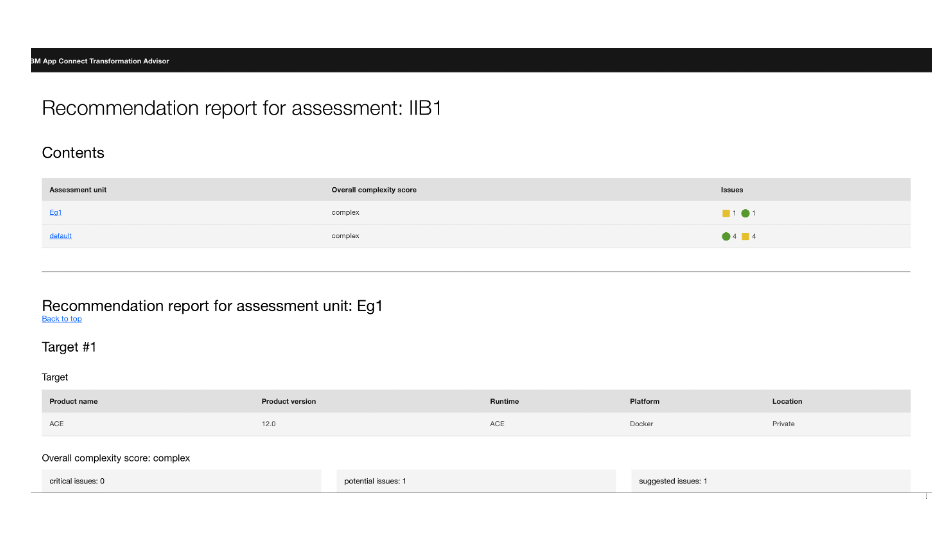 BM App Connect Transformation Advisor
Recommendation report for assessment: IIB1
Contents
Assessment unit Overall complexity score Issues
Eg1 complex 1 1
default complex 4 4
Recommendation report for assessment unit: Eg1
Back to top
Target #1
Target
Product name Product version Runtime Platform Location
ACE 12.0 ACE Docker Private
Overall complexity score: complex
critical issues: 0 potential issues: 1 suggested issues: 1